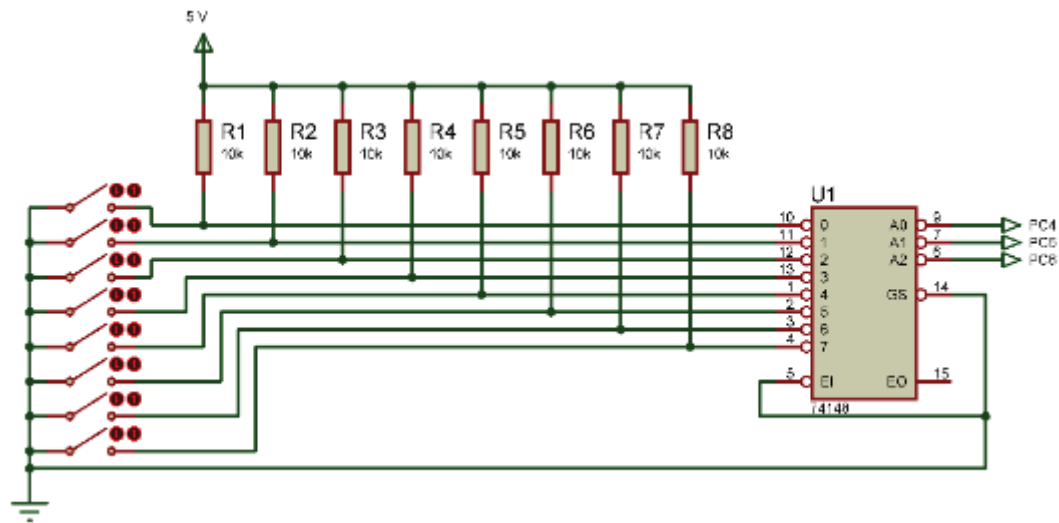 5 V
R1 R2 R3 R4 R5 R6 R7 R8
10k 10k 10k 10k 10k 10k 10k 10k
U1
10 0 A0 9 PC4
11 1 A1 7 PC5
12 2 A2 6 PC6
13 3
1 4 GS 14
2 5
3 6
4 7
5 EI EO 15
74148